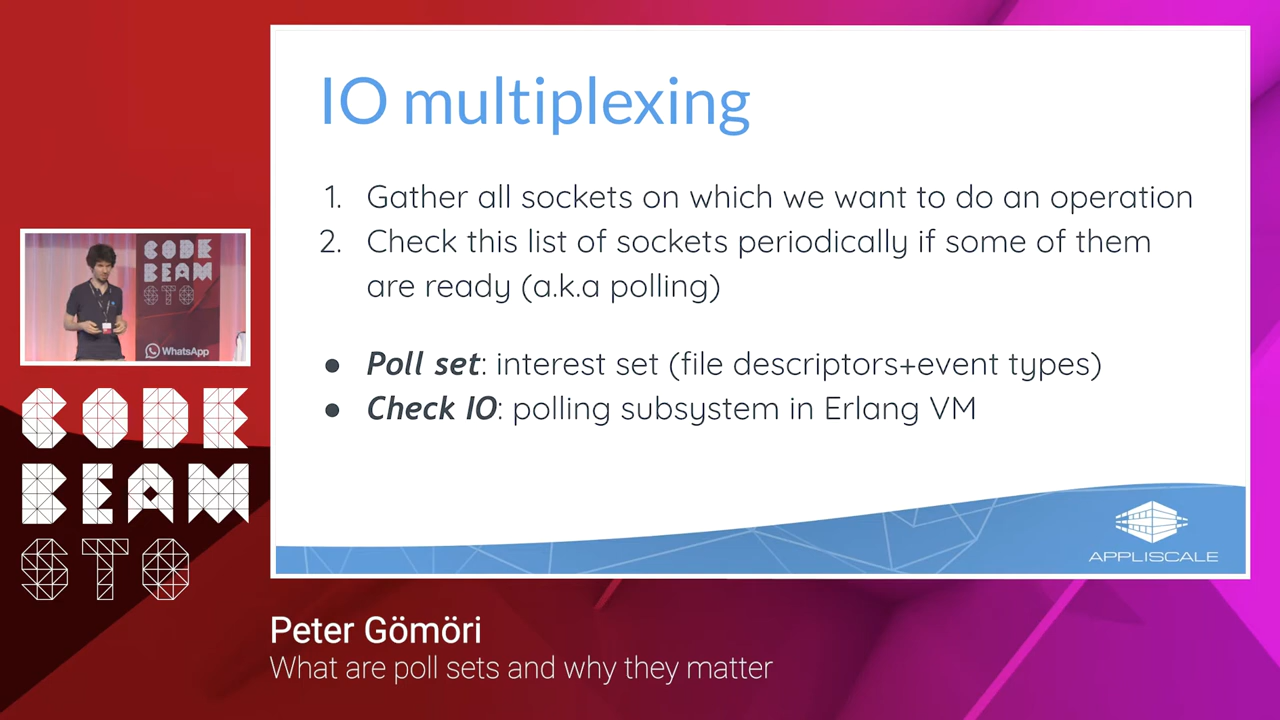 IO multiplexing
1. Gather all sockets on which we want to do an operation
2. Check this list of sockets periodically if some of them
are ready (a.k.a polling)
● Poll set: interest set (file descriptors+event types)
● Check IO: polling subsystem in Erlang VM
APPLISCALE
CODE
BEAM
STO
WhatsApp
CODE
BEAM
STO
Peter Gömöri
What are poll sets and why they matter